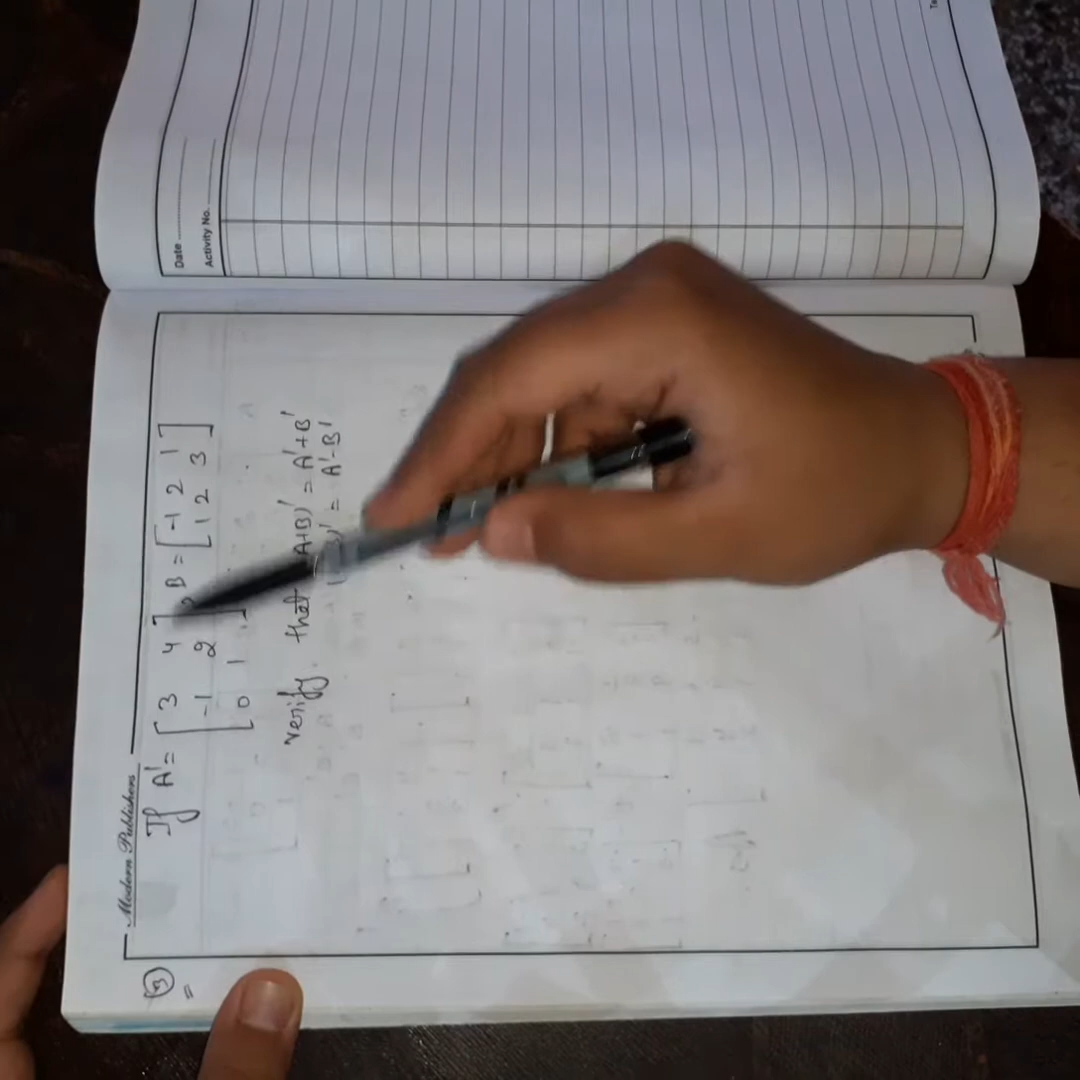 Date
Activity No.
Modern Publishers
(3)
If A' = [3 4], B = [-1 2 1]
[-1 2 [1 2 3]
[0 1]
verify that (A+B)' = A'+B'
)' = A'-B'